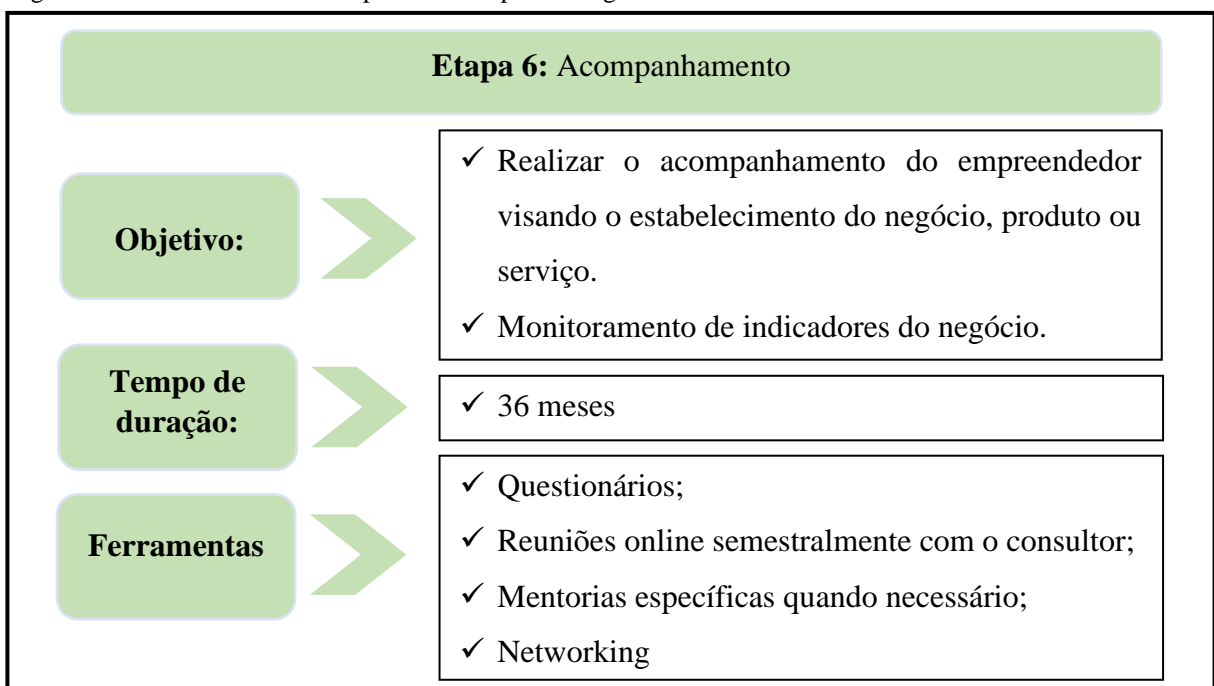 Etapa 6: Acompanhamento
Objetivo:
✓ Realizar o acompanhamento do empreendedor
visando o estabelecimento do negócio, produto ou
serviço.
✓ Monitoramento de indicadores do negócio.
Tempo de
duração:
✓ 36 meses
Ferramentas
✓ Questionários;
✓ Reuniões online semestralmente com o consultor;
✓ Mentorias específicas quando necessário;
✓ Networking